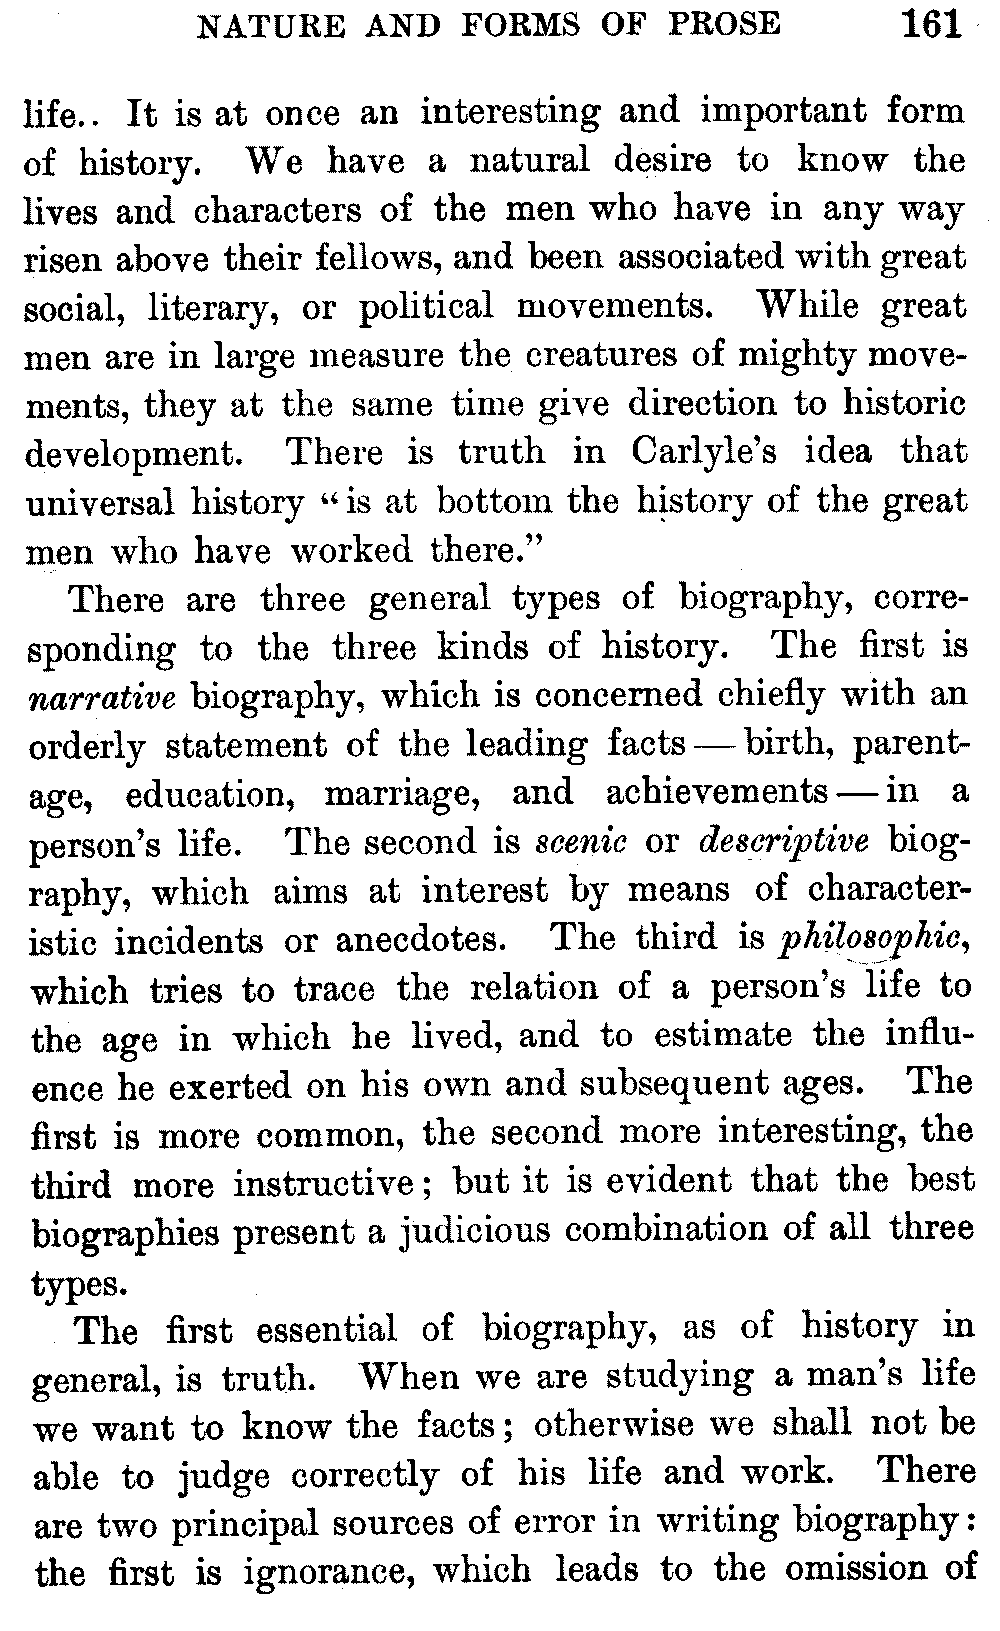 NATURE AND FORMS OF PROSE 161
life.. It is at once an interesting and important form
of history. We have a natural desire to know the
lives and characters of the men who have in any way
risen above their fellows, and been associated with great
social, literary, or political movements. While great
men are in large measure the creatures of mighty move-
ments, they at the same time give direction to historic
development. There is truth in Carlyle's idea that
universal history “is at bottom the history of the great
men who have worked there.”
There are three general types of biography, corre-
sponding to the three kinds of history. The first is
narrative biography, which is concerned chiefly with an
orderly statement of the leading facts — birth, parent-
age, education, marriage, and achievements — in a
person's life. The second is scenic or descriptive biog-
raphy, which aims at interest by means of character-
istic incidents or anecdotes. The third is philosophic,
which tries to trace the relation of a person's life to
the age in which he lived, and to estimate the influ-
ence he exerted on his own and subsequent ages. The
first is more common, the second more interesting, the
third more instructive; but it is evident that the best
biographies present a judicious combination of all three
types.
The first essential of biography, as of history in
general, is truth. When we are studying a man's life
we want to know the facts; otherwise we shall not be
able to judge correctly of his life and work. There
are two principal sources of error in writing biography:
the first is ignorance, which leads to the omission of